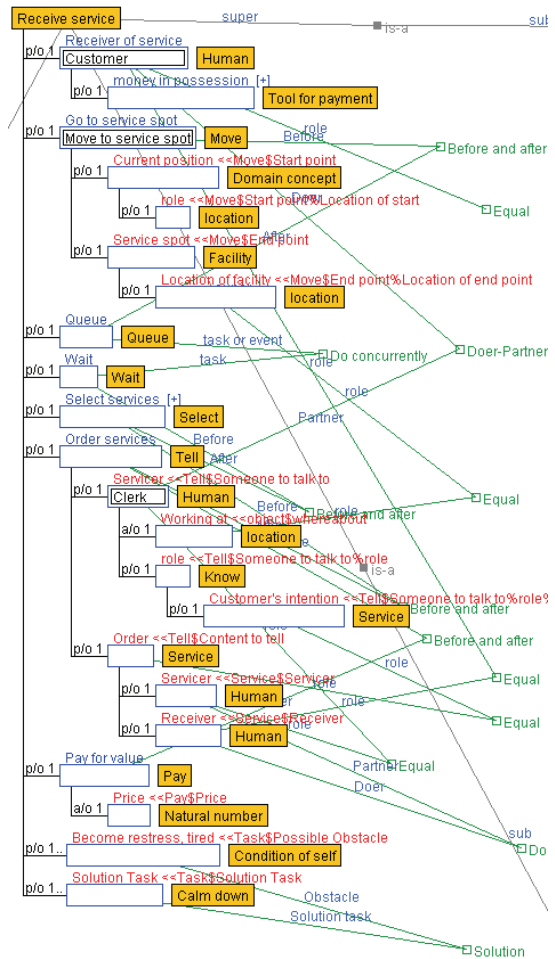 Receive service
super
is-a
sub
Receiver of service
p/o 1
Customer
Human
money in possession [+]
p/o 1
Tool for payment
Go to service spot
role
Before
p/o 1
Move to service spot
Move
Before and after
Current position <<Move$Start point
p/o 1
Domain concept
Doer
role <<Move$Start point%Location of start
p/o 1
location
Equal
Service spot <<Move$End point
After
p/o 1
Facility
Location of facility <<Move$End point%Location of end point
p/o 1
location
Queue
p/o 1
Queue
task or event
Do concurrently
Doer-Partner
Wait
task
role
p/o 1
Wait
role
Select services [+]
p/o 1
Select
Partner
Order services
Before
p/o 1
Tell
After
Servicer <<Tell$Someone to talk to
p/o 1
Clerk
Human
Equal
Before
role
Before and after
Working at <<object$whereabout
a/o 1
location
role <<Tell$Someone to talk to%role
is-a
p/o 1
Know
Customer's intention <<Tell$Someone to talk to%role%
p/o 1
Service
Before and after
Order <<Tell$Content to tell
role
Before and after
p/o 1
Service
role
Servicer <<Service$Servicer
Equal
p/o 1
Human
Receiver <<Service$Receiver
role
Equal
p/o 1
Human
Pay for value
Partner
Equal
p/o 1
Pay
Doer
Price <<Pay$Price
a/o 1
Natural number
Become restress, tired <<Task$Possible Obstacle
sub
p/o 1..
Condition of self
Do
Solution Task <<Task$Solution Task
p/o 1..
Calm down
Obstacle
Solution task
Solution